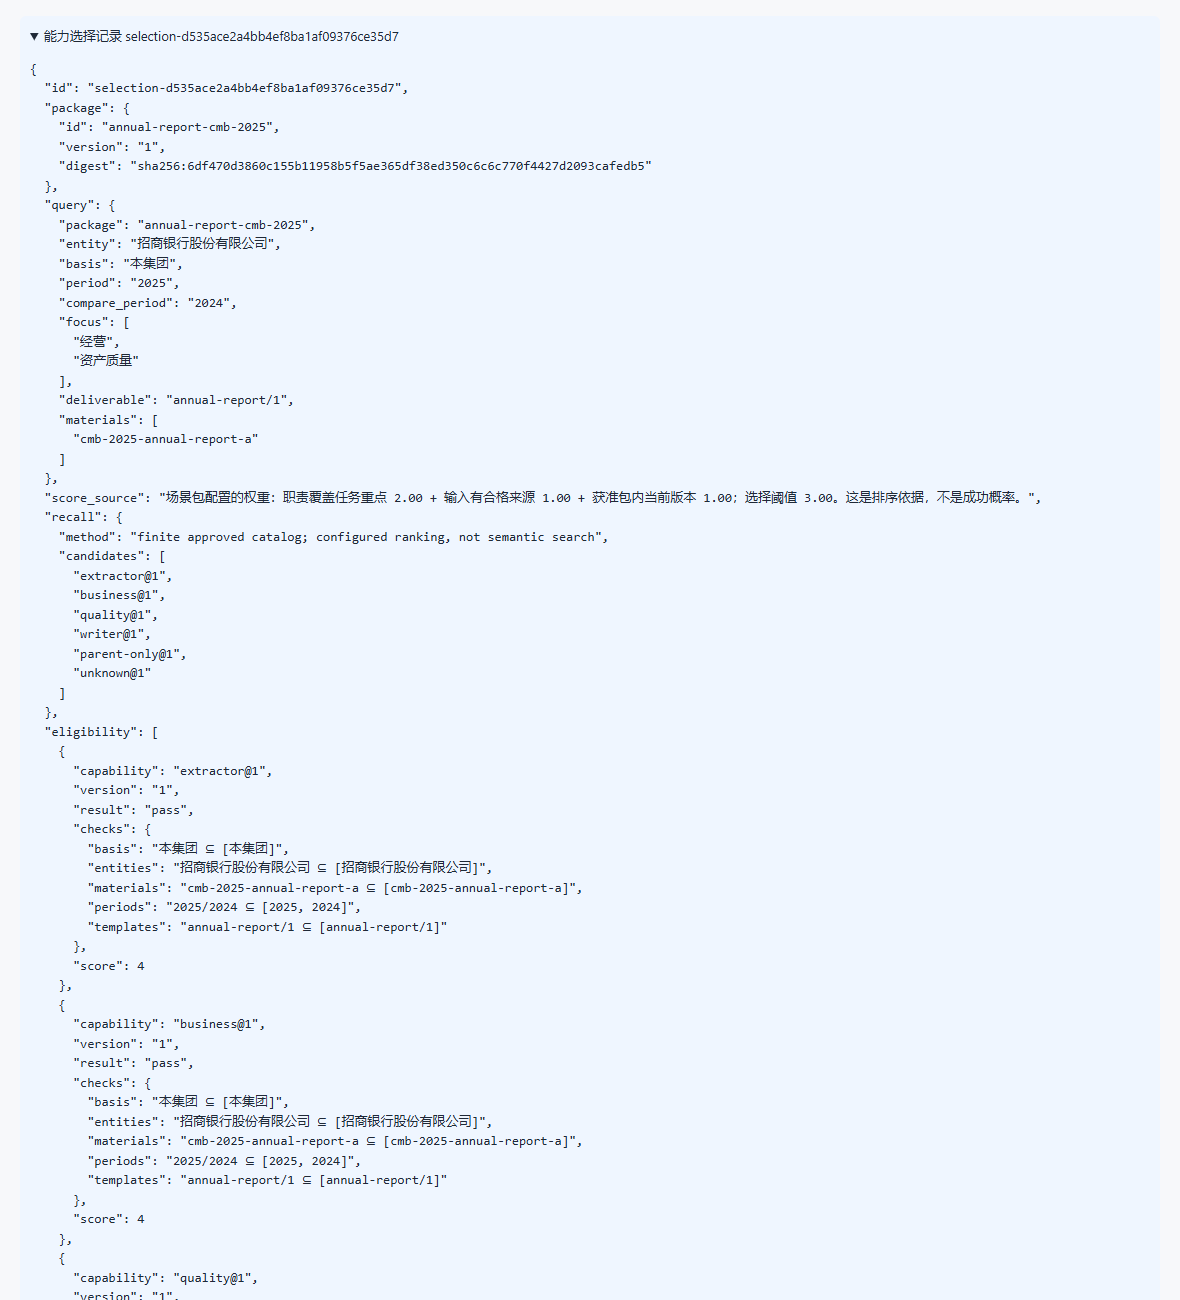 ▼ 能力选择记录 selection-d535ace2a4bb4ef8ba1af09376ce35d7
{
  "id": "selection-d535ace2a4bb4ef8ba1af09376ce35d7",
  "package": {
    "id": "annual-report-cmb-2025",
    "version": "1",
    "digest": "sha256:6df470d3860c155b11958b5f5ae365df38ed350c6c6c770f4427d2093cafedb5"
  },
  "query": {
    "package": "annual-report-cmb-2025",
    "entity": "招商银行股份有限公司",
    "basis": "本集团",
    "period": "2025",
    "compare_period": "2024",
    "focus": [
      "经营",
      "资产质量"
    ],
    "deliverable": "annual-report/1",
    "materials": [
      "cmb-2025-annual-report-a"
    ]
  },
  "score_source": "场景包配置的权重：职责覆盖任务重点 2.00 + 输入有合格来源 1.00 + 获准包内当前版本 1.00；选择阈值 3.00。这是排序依据，不是成功概率。",
  "recall": {
    "method": "finite approved catalog; configured ranking, not semantic search",
    "candidates": [
      "extractor@1",
      "business@1",
      "quality@1",
      "writer@1",
      "parent-only@1",
      "unknown@1"
    ]
  },
  "eligibility": [
    {
      "capability": "extractor@1",
      "version": "1",
      "result": "pass",
      "checks": {
        "basis": "本集团 ⊆ [本集团]",
        "entities": "招商银行股份有限公司 ⊆ [招商银行股份有限公司]",
        "materials": "cmb-2025-annual-report-a ⊆ [cmb-2025-annual-report-a]",
        "periods": "2025/2024 ⊆ [2025, 2024]",
        "templates": "annual-report/1 ⊆ [annual-report/1]"
      },
      "score": 4
    },
    {
      "capability": "business@1",
      "version": "1",
      "result": "pass",
      "checks": {
        "basis": "本集团 ⊆ [本集团]",
        "entities": "招商银行股份有限公司 ⊆ [招商银行股份有限公司]",
        "materials": "cmb-2025-annual-report-a ⊆ [cmb-2025-annual-report-a]",
        "periods": "2025/2024 ⊆ [2025, 2024]",
        "templates": "annual-report/1 ⊆ [annual-report/1]"
      },
      "score": 4
    },
    {
      "capability": "quality@1",
      "version": "1",